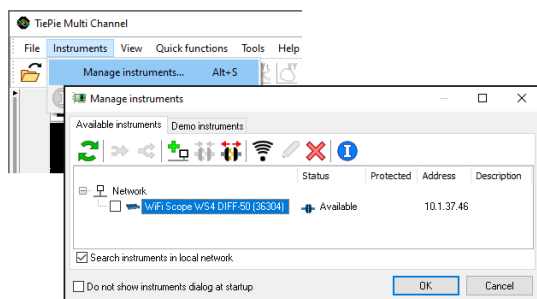 TiePie Multi Channel
File Instruments View Quick functions Tools Help
Manage instruments... Alt+S
Manage instruments
Available instruments Demo instruments
Status Protected Address Description
Network
WiFi Scope WS4 DIFF-50 (36304) Available 10.1.37.46
Search instruments in local network
Do not show instruments dialog at startup OK Cancel